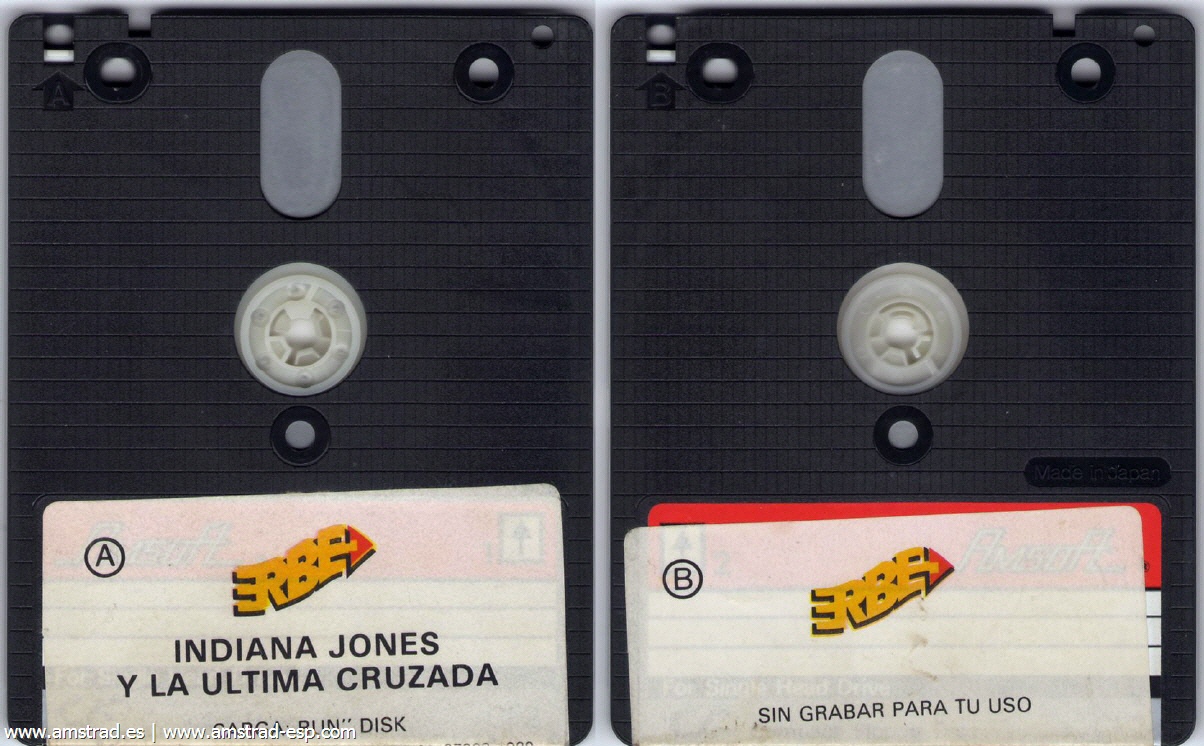 A
A
ERBE
INDIANA JONES
Y LA ULTIMA CRUZADA
CARGA: RUN" DISK
B
Made in Japan
Amsoft
B
ERBE
For Single Head Drive
SIN GRABAR PARA TU USO
www.amstrad.es | www.amstrad-esp.com